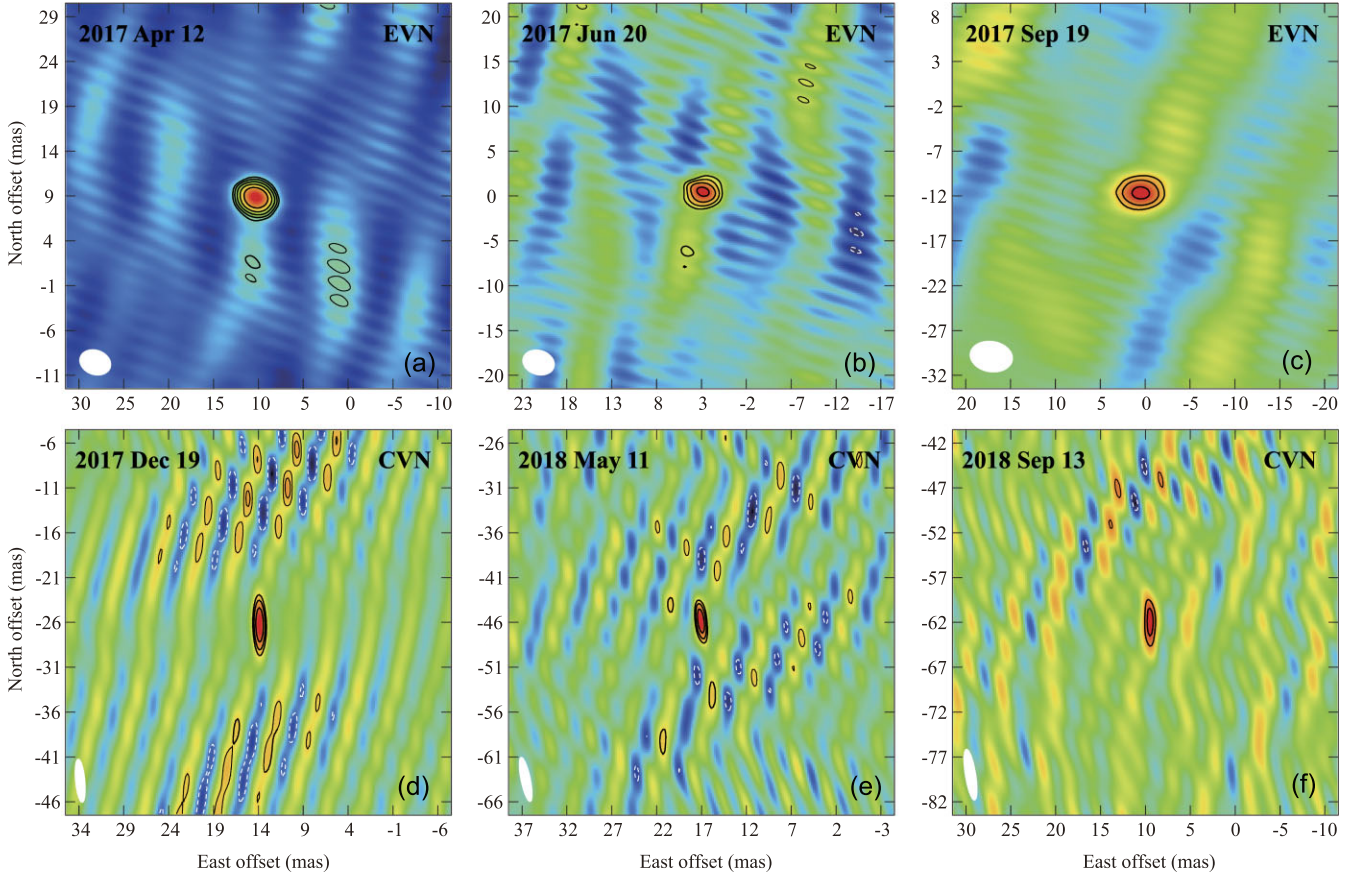 2017 Apr 12 EVN
29
24
19
14
9
4
-1
-6
-11
30 25 20 15 10 5 0 -5 -10
(a)
North offset (mas)
2017 Jun 20 EVN
20
15
10
5
0
-5
-10
-15
-20
23 18 13 8 3 -2 -7 -12 -17
(b)
2017 Sep 19 EVN
8
3
-2
-7
-12
-17
-22
-27
-32
20 15 10 5 0 -5 -10 -15 -20
(c)
2017 Dec 19 CVN
-6
-11
-16
-21
-26
-31
-36
-41
-46
34 29 24 19 14 9 4 -1 -6
(d)
North offset (mas)
East offset (mas)
2018 May 11 CVN
-26
-31
-36
-41
-46
-51
-56
-61
-66
37 32 27 22 17 12 7 2 -3
(e)
East offset (mas)
2018 Sep 13 CVN
-42
-47
-52
-57
-62
-67
-72
-77
-82
30 25 20 15 10 5 0 -5 -10
(f)
East offset (mas)